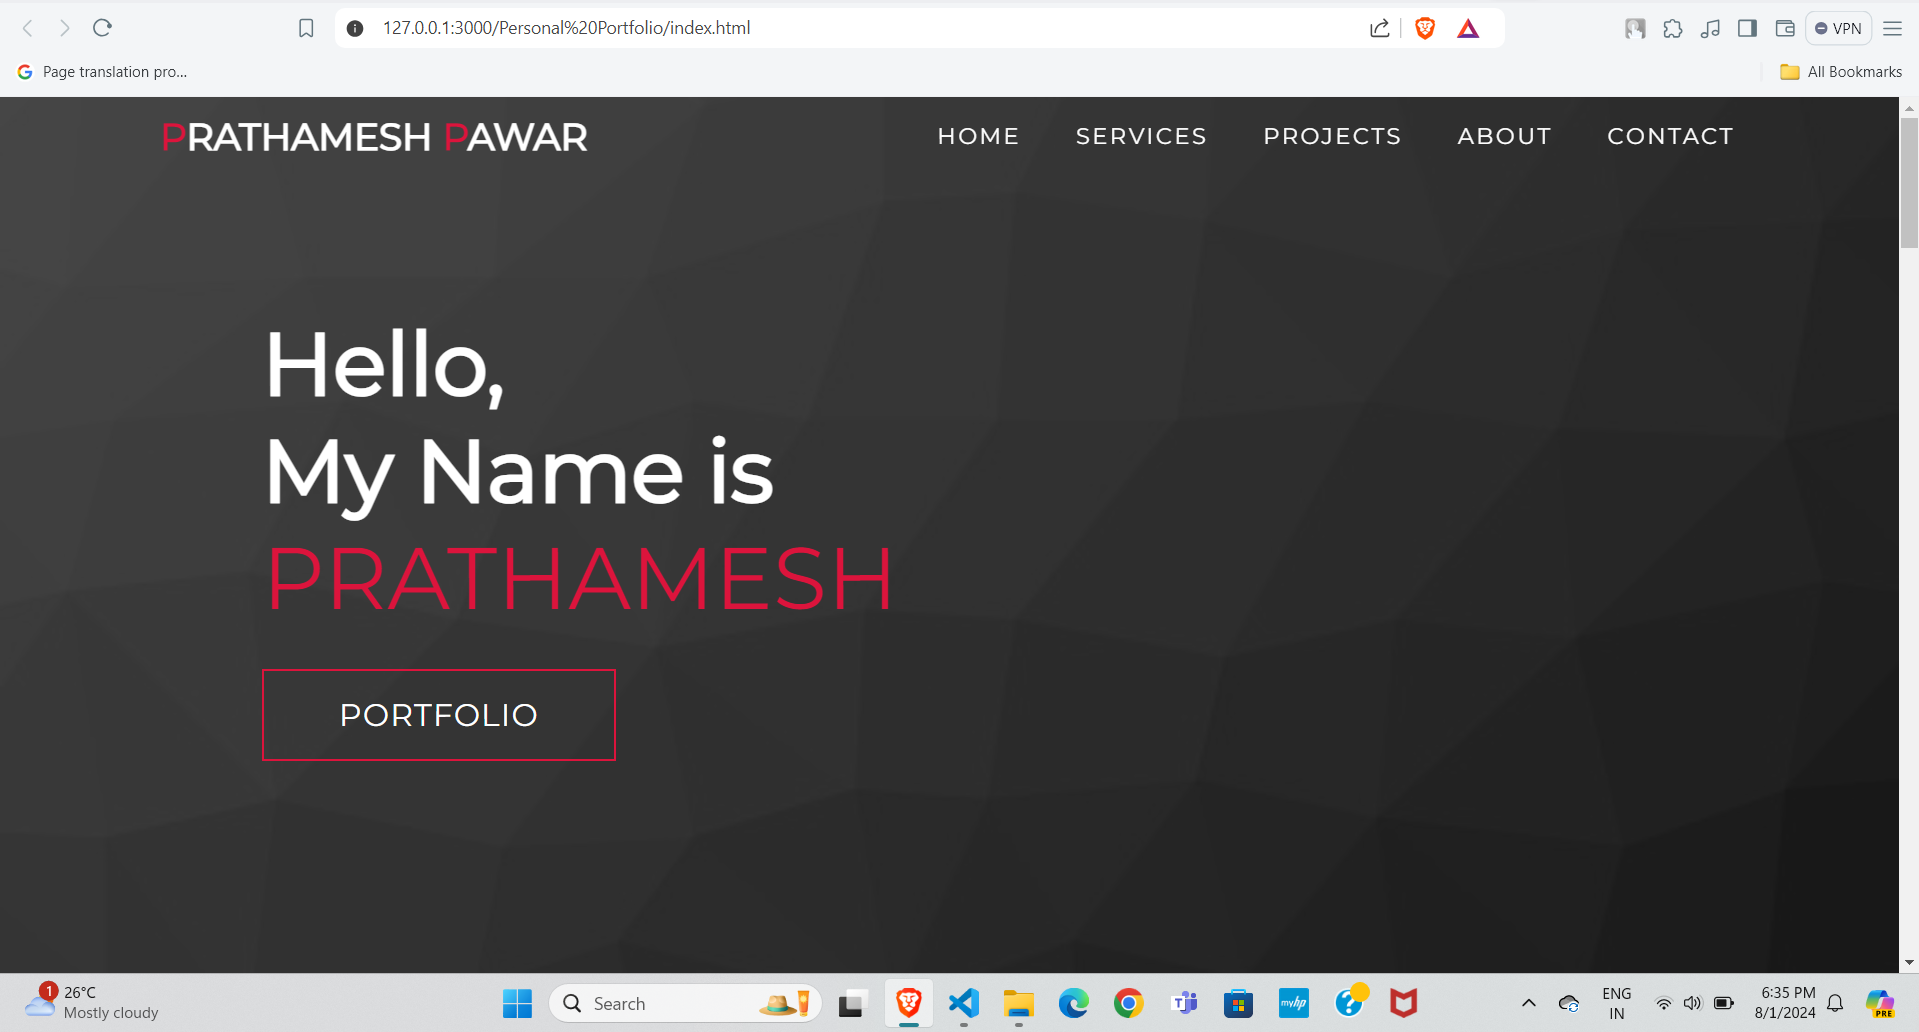 127.0.0.1:3000/Personal%20Portfolio/index.html
VPN
Page translation pro...
All Bookmarks
PRATHAMESH PAWAR
HOME SERVICES PROJECTS ABOUT CONTACT
Hello,
My Name is
PRATHAMESH
PORTFOLIO
1
26°C
Mostly cloudy
Search
myhp
T
?
ENG
IN
6:35 PM
8/1/2024
PRE